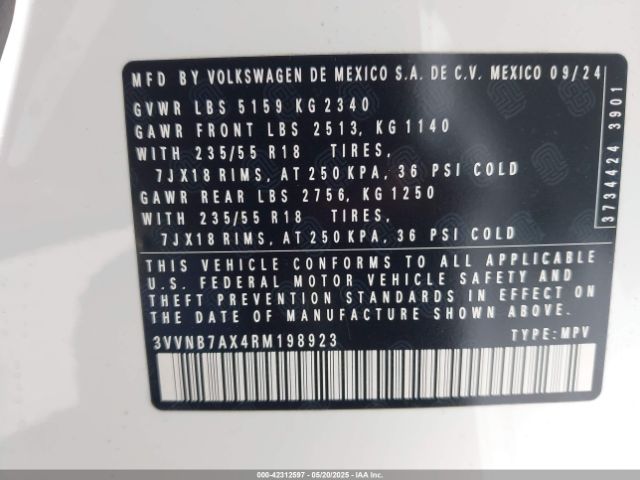 MFD BY VOLKSWAGEN DE MEXICO S.A. DE C.V. MEXICO 09/24
GVWR LBS 5159 KG 2340
GAWR FRONT LBS 2513, KG 1140
WITH 235/55 R18 TIRES,
7JX18 RIMS, AT 250 KPA, 36 PSI COLD
GAWR REAR LBS 2756, KG 1250
WITH 235/55 R18 TIRES,
7JX18 RIMS, AT 250 KPA, 36 PSI COLD
3734424 3901
THIS VEHICLE CONFORMS TO ALL APPLICABLE
U.S. FEDERAL MOTOR VEHICLE SAFETY AND
THEFT PREVENTION STANDARDS IN EFFECT ON
THE DATE OF MANUFACTURE SHOWN ABOVE.
3VVNB7AX4RM198923 TYPE: MPV
000-42312597 - 05/20/2025 - IAAI.COM